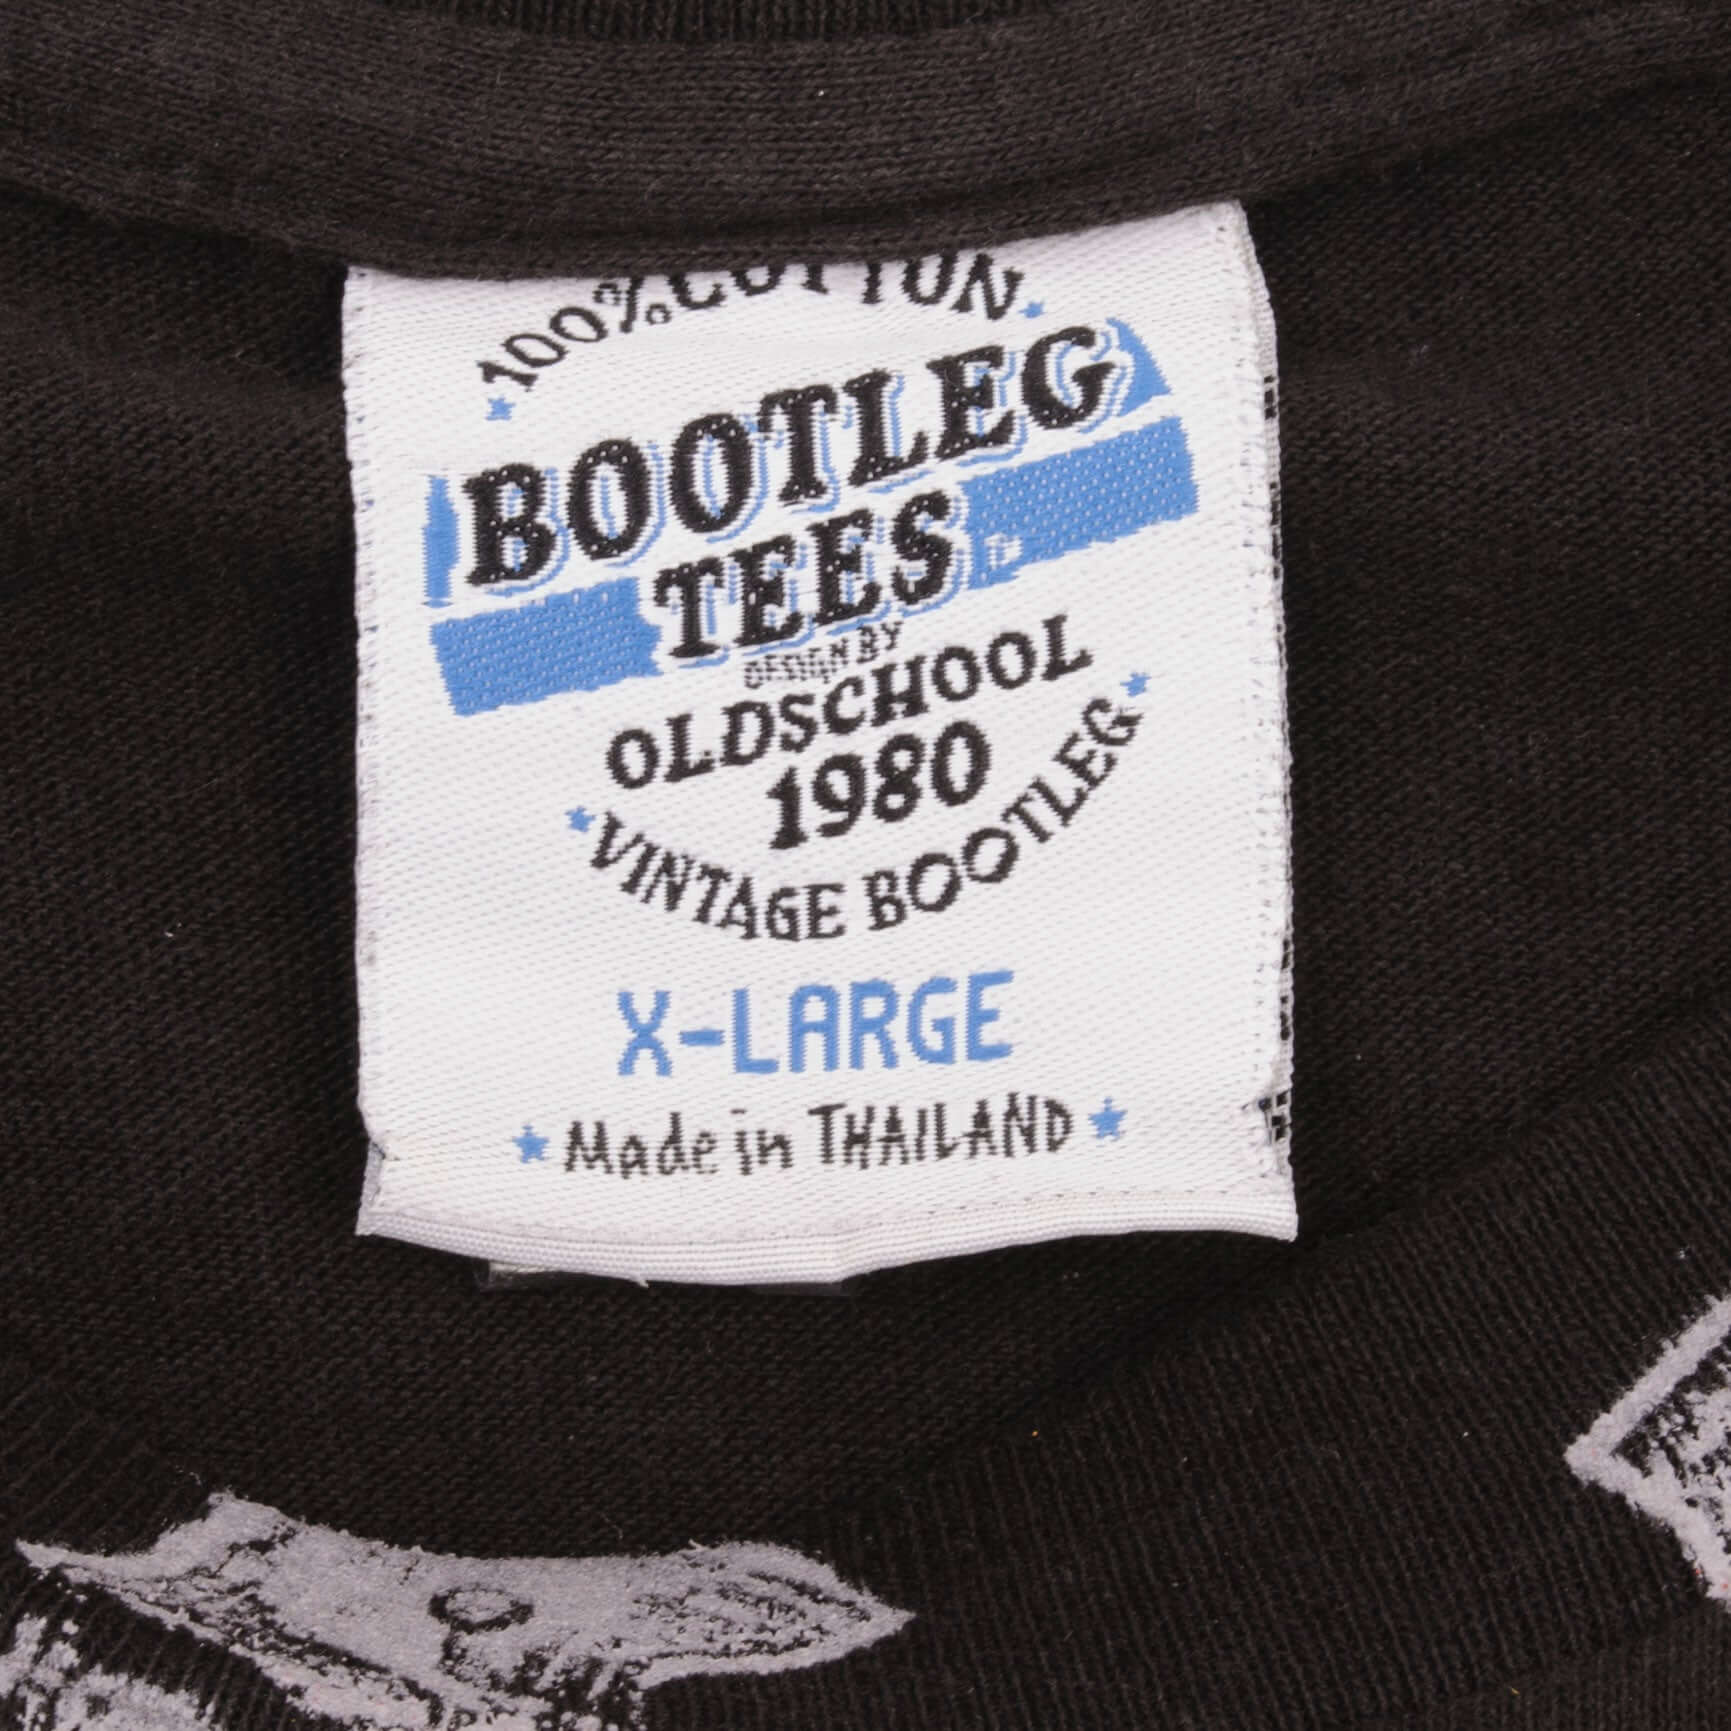 100% COTTON
BOOTLEG
TEES
DESIGN BY
OLDSCHOOL
1980
VINTAGE BOOTLEG
X-LARGE
Made in THAILAND